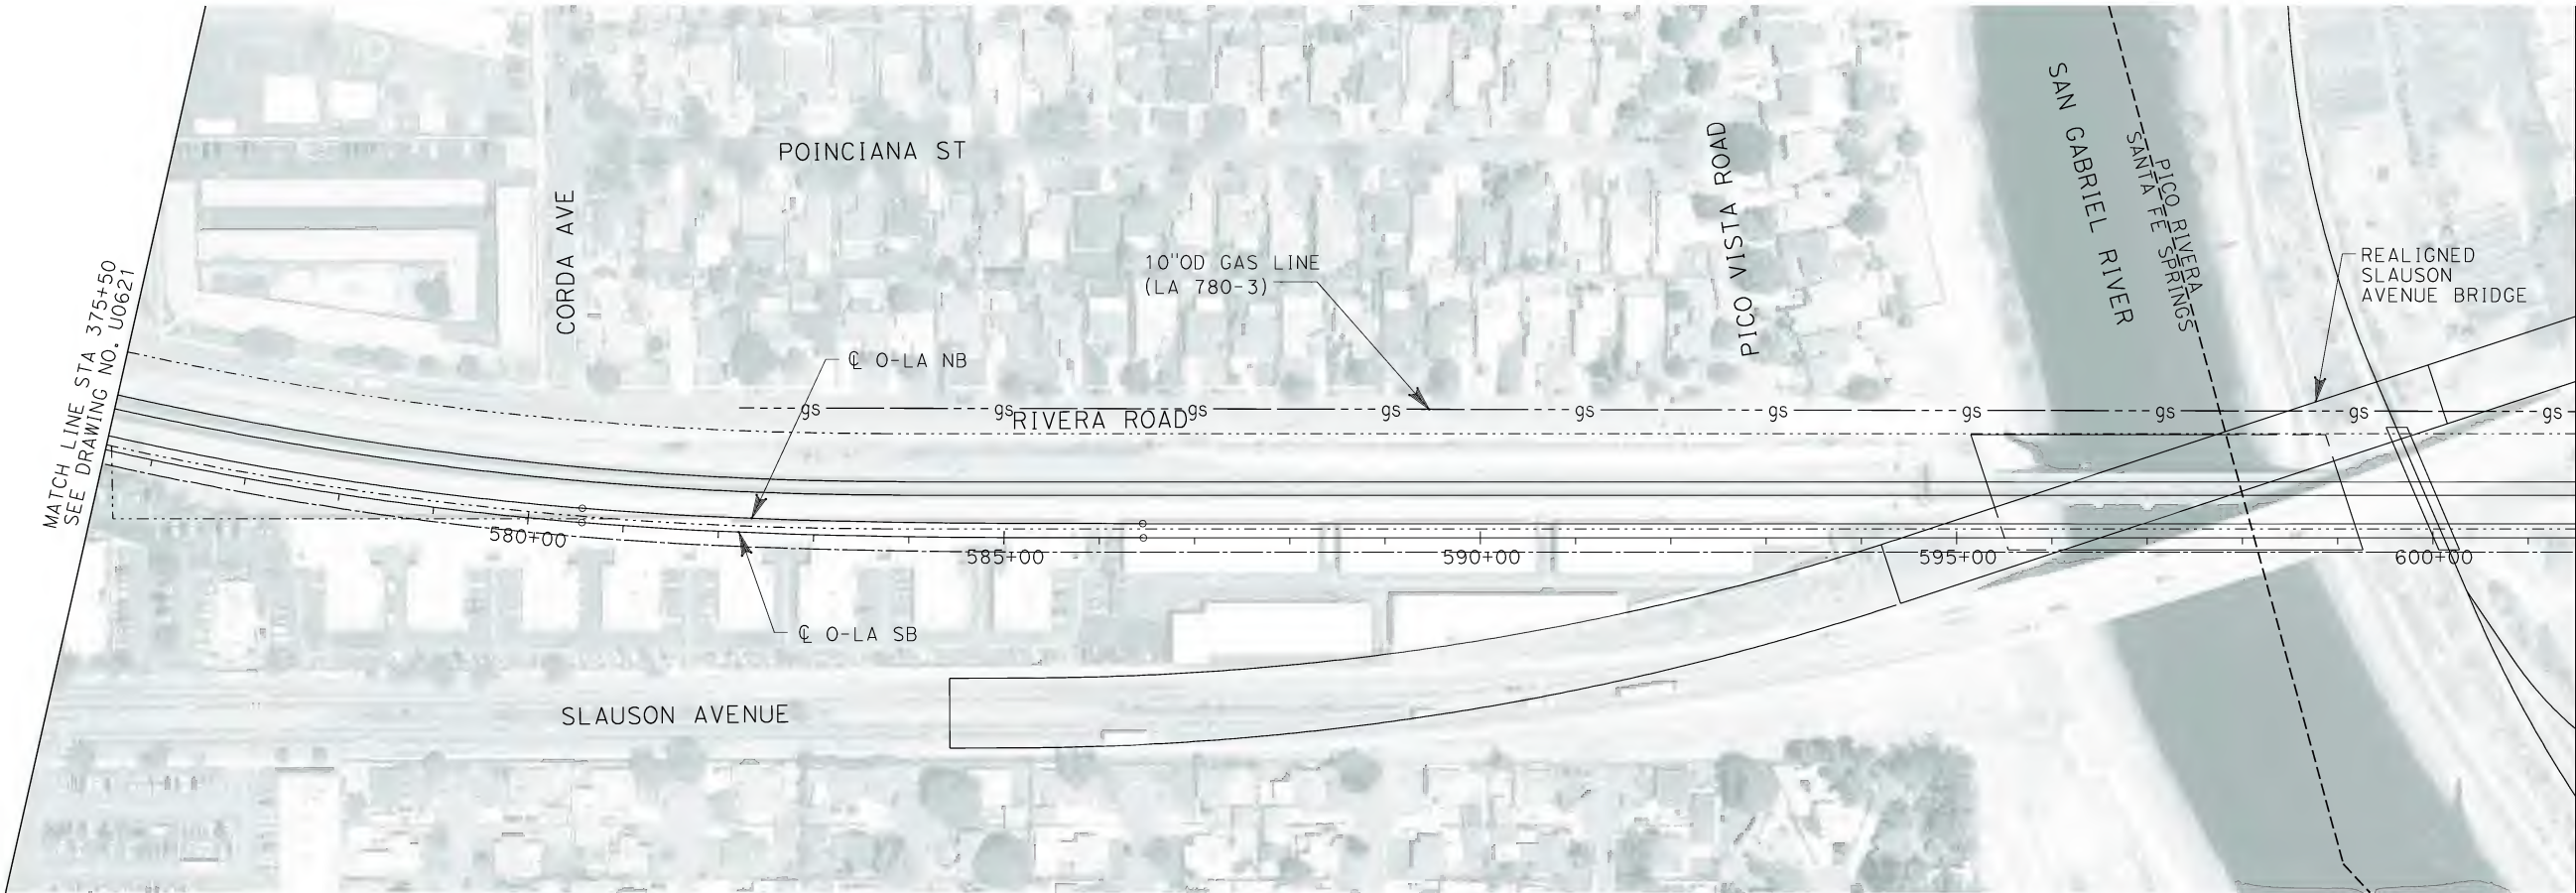 POINCIANA ST
CORDA AVE
PICO VISTA ROAD
SAN GABRIEL RIVER
PICO RIVERA
SANTA FE SPRINGS
10"OD GAS LINE
(LA 780-3)
REALIGNED
SLAUSON
AVENUE BRIDGE
MATCH LINE STA 375+50
SEE DRAWING NO. U0621
℄ O-LA NB
gs gs gs gs gs gs gs gs gs gs
RIVERA ROAD
580+00
585+00
590+00
595+00
600+00
℄ O-LA SB
SLAUSON AVENUE